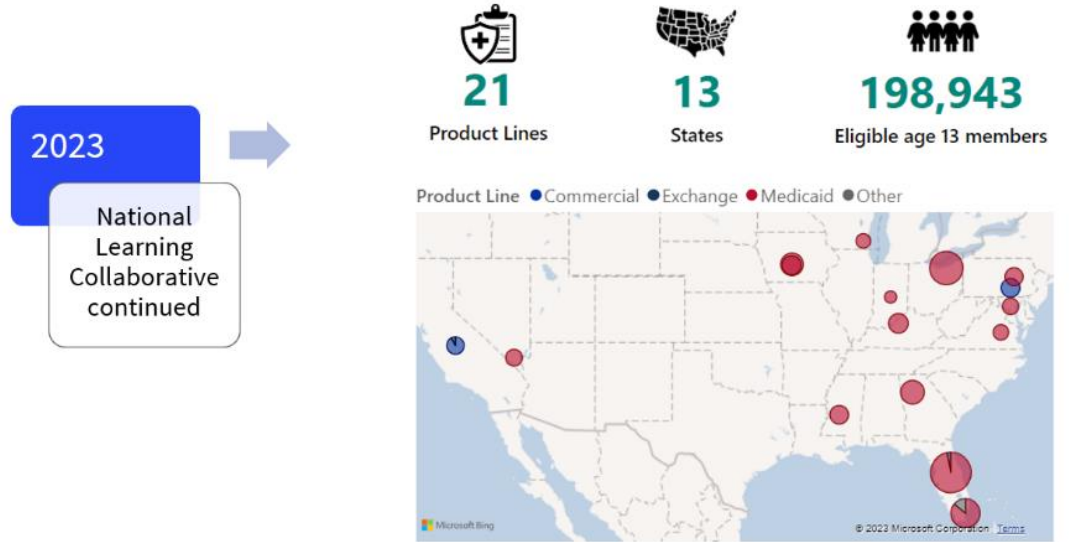 2023
National
Learning
Collaborative
continued
21
Product Lines
13
States
198,943
Eligible age 13 members
Product Line Commercial Exchange Medicaid Other
Microsoft Bing
© 2023 Microsoft Corporation Terms